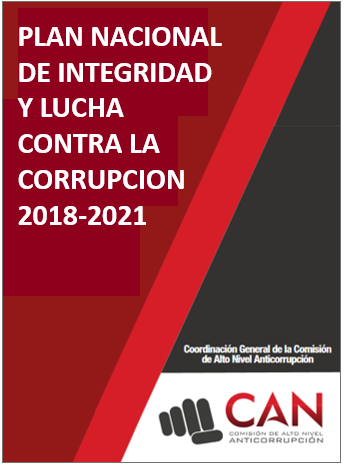 PLAN NACIONAL
DE INTEGRIDAD
Y LUCHA
CONTRA LA
CORRUPCION
2018-2021
Coordinación General de la Comisión
de Alto Nivel Anticorrupción
CAN
COMISIÓN DE ALTO NIVEL
ANTICORRUPCIÓN